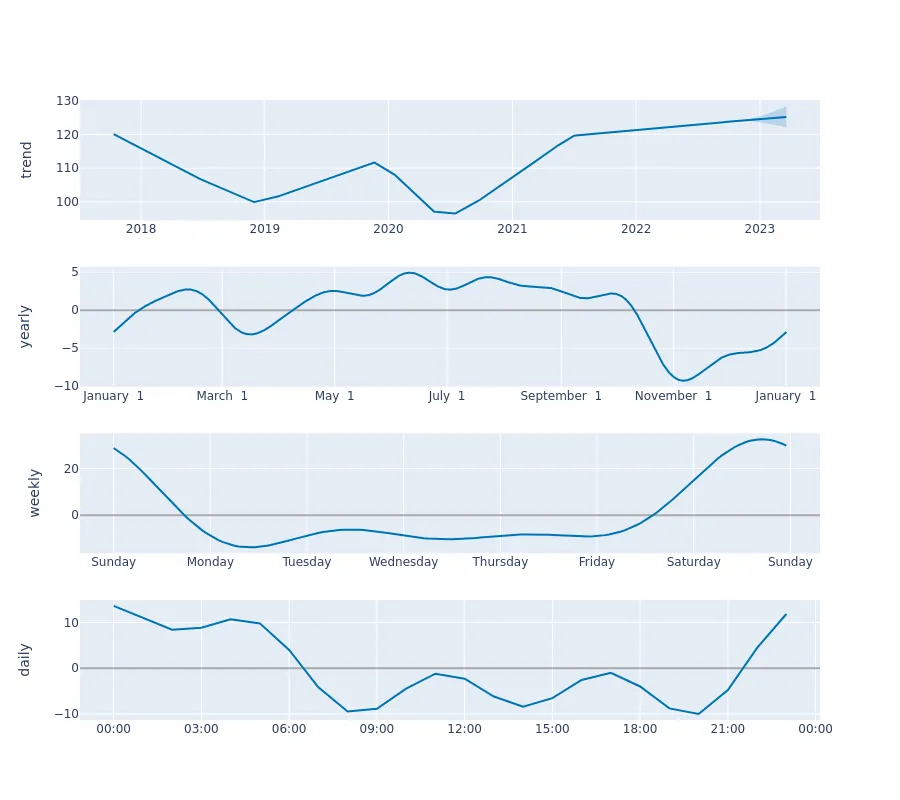 trend
130
120
110
100
2018 2019 2020 2021 2022 2023
yearly
5
0
−5
−10
January 1 March 1 May 1 July 1 September 1 November 1 January 1
weekly
20
0
Sunday Monday Tuesday Wednesday Thursday Friday Saturday Sunday
daily
10
0
−10
00:00 03:00 06:00 09:00 12:00 15:00 18:00 21:00 00:00